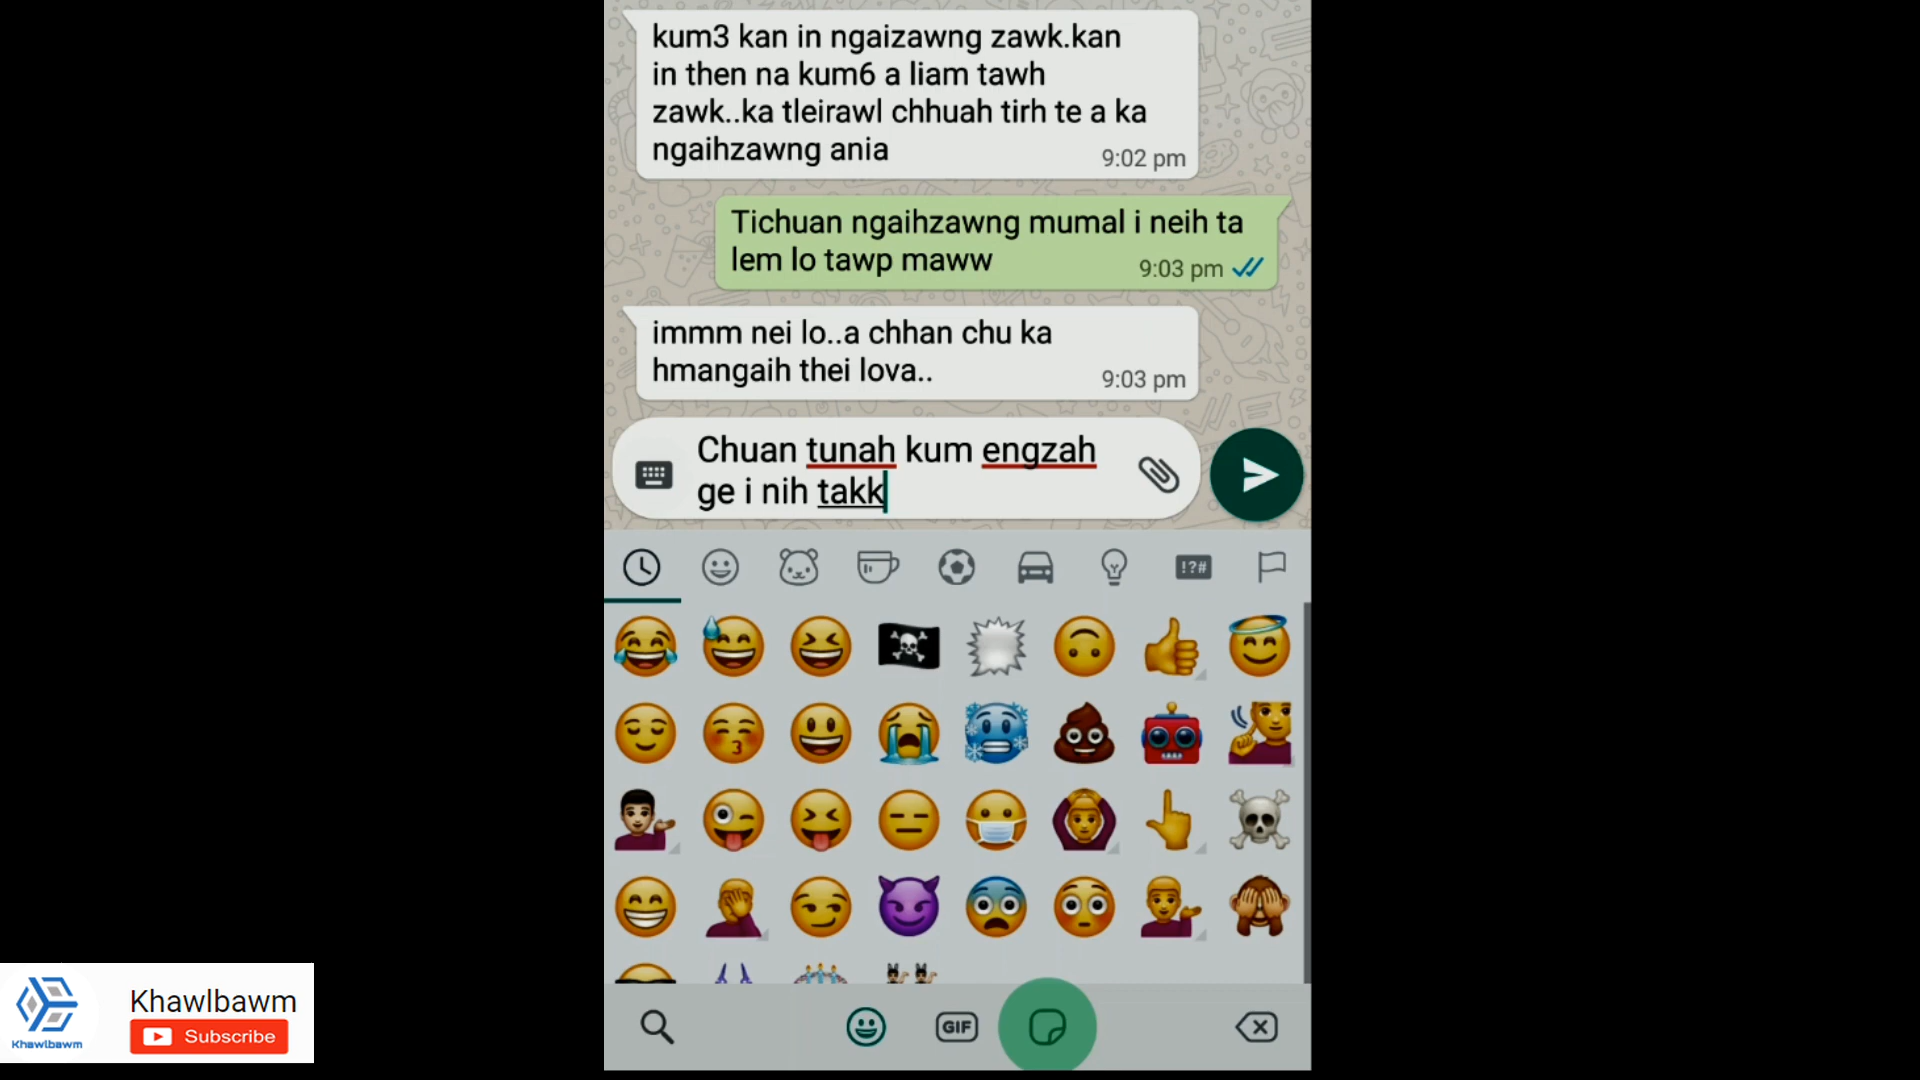 kum3 kan in ngaizawng zawk.kan
in then na kum6 a liam tawh
zawk..ka tleirawl chhuah tirh te a ka
ngaihzawng ania
9:02 pm
Tichuan ngaihzawng mumal i neih ta
lem lo tawp maww
9:03 pm
immm nei lo..a chhan chu ka
hmangaih thei lova..
9:03 pm
Chuan tunah kum engzah
ge i nih takk
!?#
GIF
Khawlbawm
Subscribe
Khawlbawm